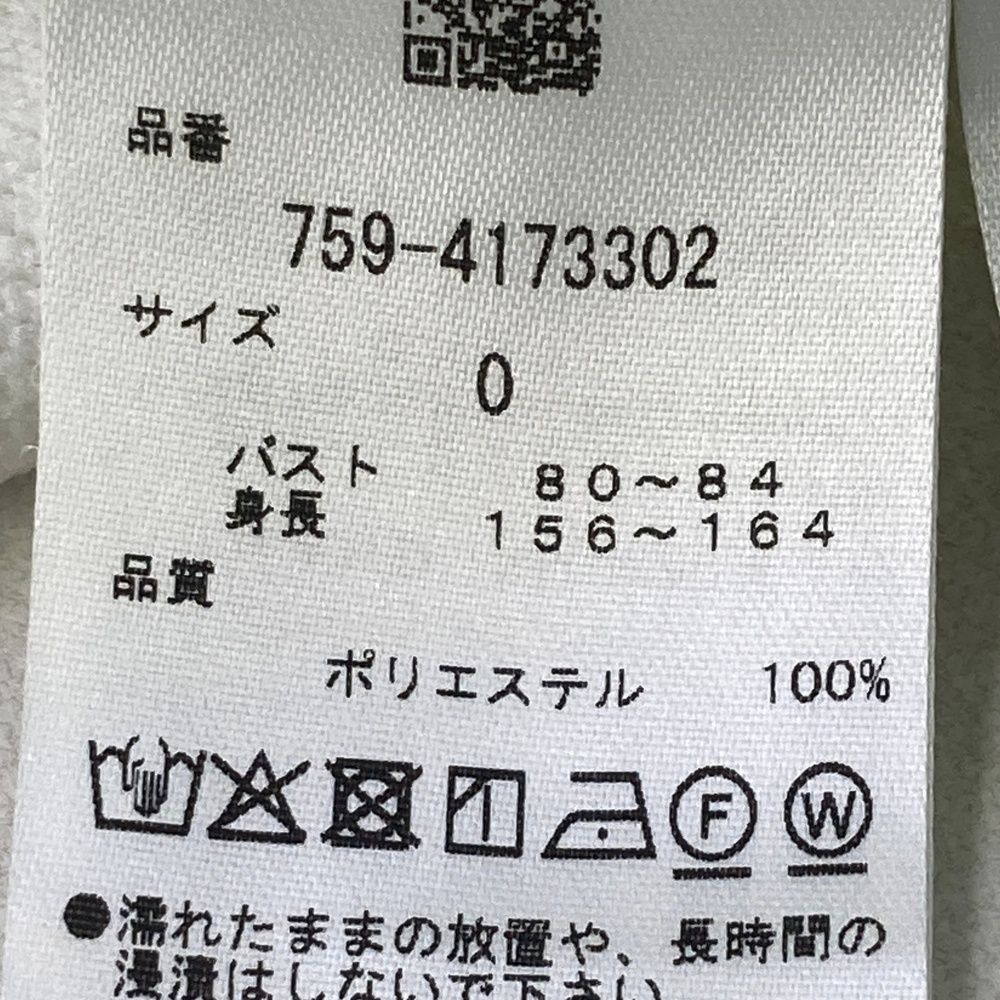 品番
759-4173302
サイズ
0
バスト 80～84
身長 156～164
品質
ポリエステル 100%
F W
●濡れたままの放置や、長時間の
浸漬はしないで下さい